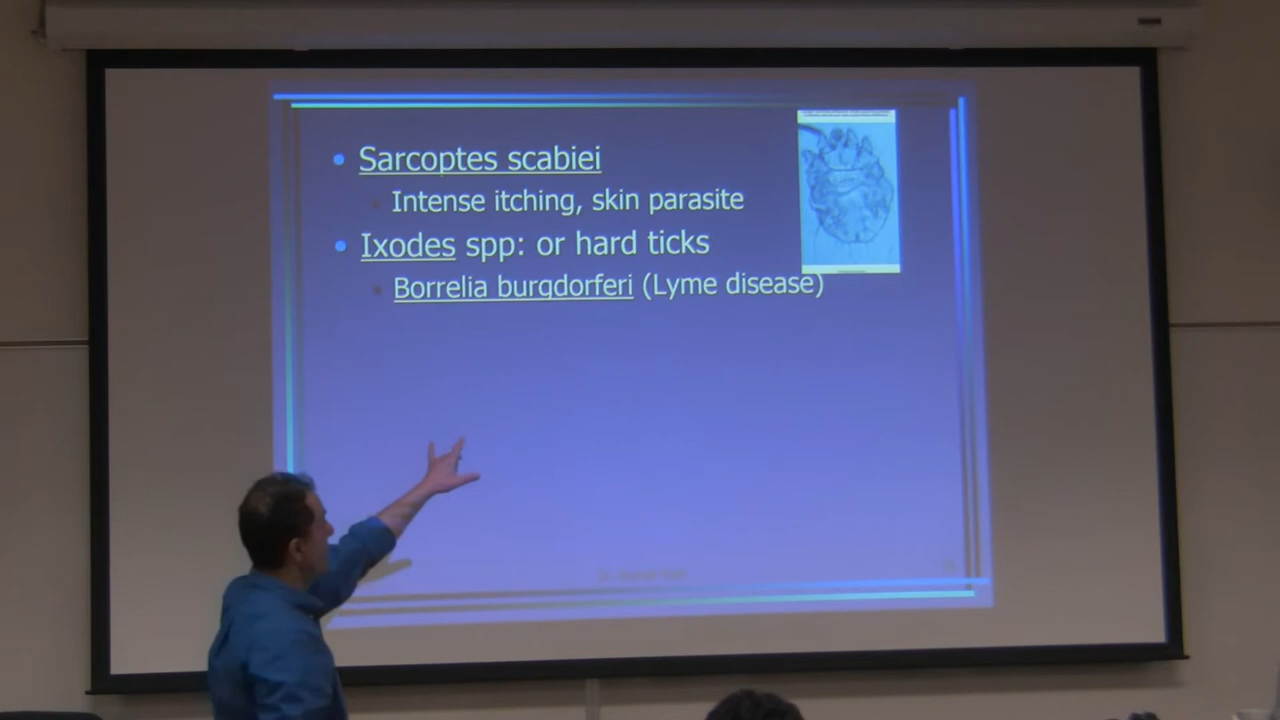 Sarcoptes scabiei
Intense itching, skin parasite
Ixodes spp: or hard ticks
Borrelia burgdorferi (Lyme disease)